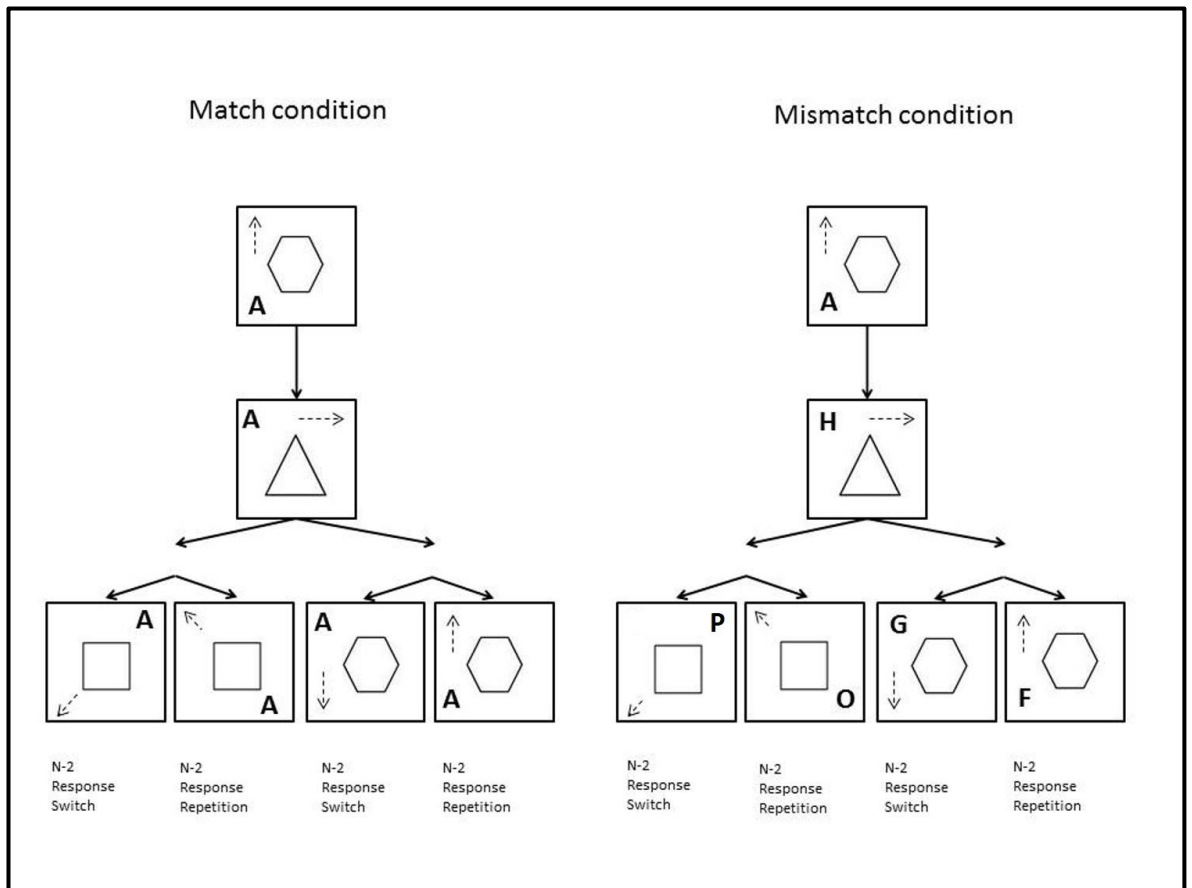 Match condition
Mismatch condition
A
A
A
H
A
A
A
A
P
O
G
F
N-2
Response
Switch
N-2
Response
Repetition
N-2
Response
Switch
N-2
Response
Repetition
N-2
Response
Switch
N-2
Response
Repetition
N-2
Response
Switch
N-2
Response
Repetition